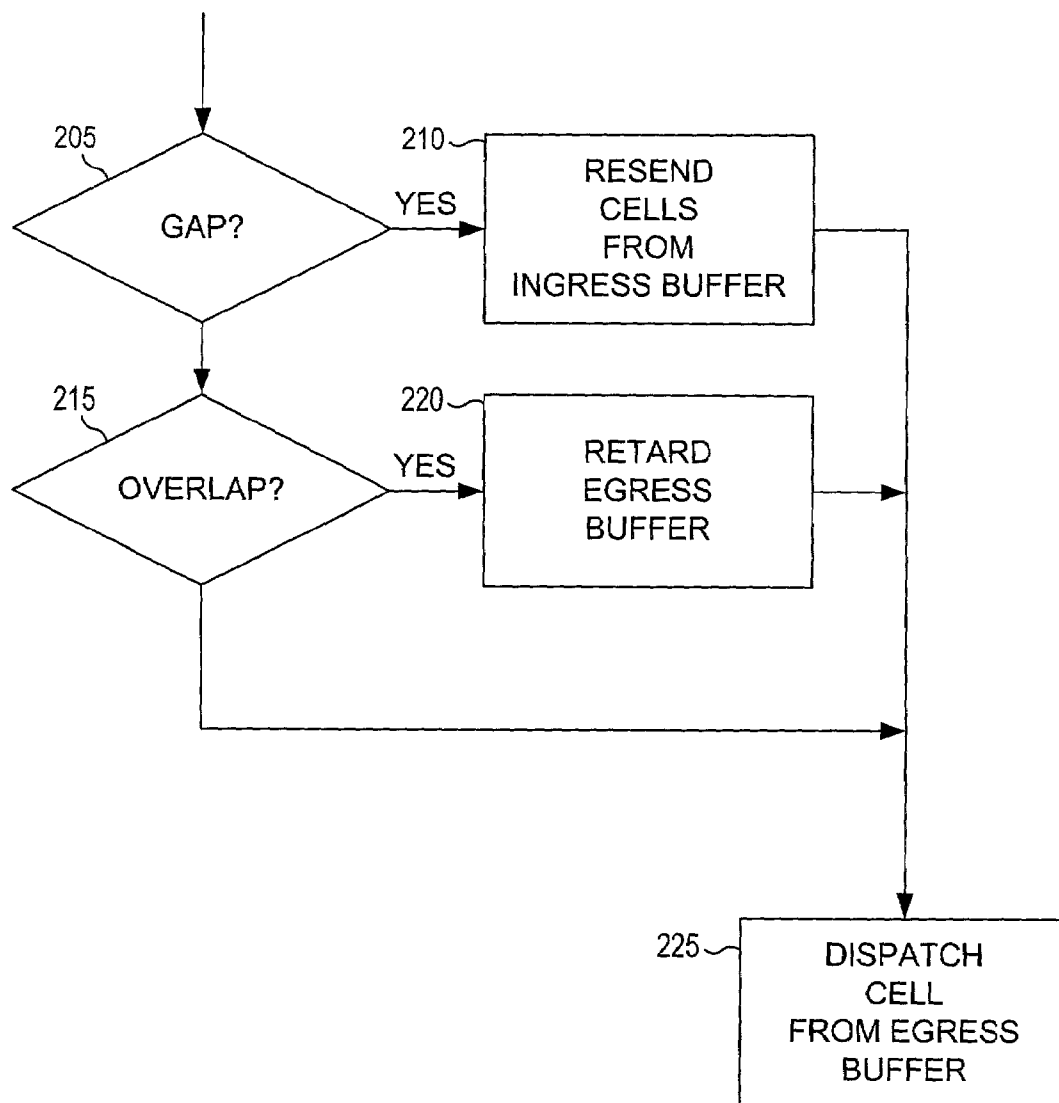 205
GAP?
YES
210
RESEND
CELLS
FROM
INGRESS BUFFER
215
OVERLAP?
YES
220
RETARD
EGRESS
BUFFER
225
DISPATCH
CELL
FROM EGRESS
BUFFER